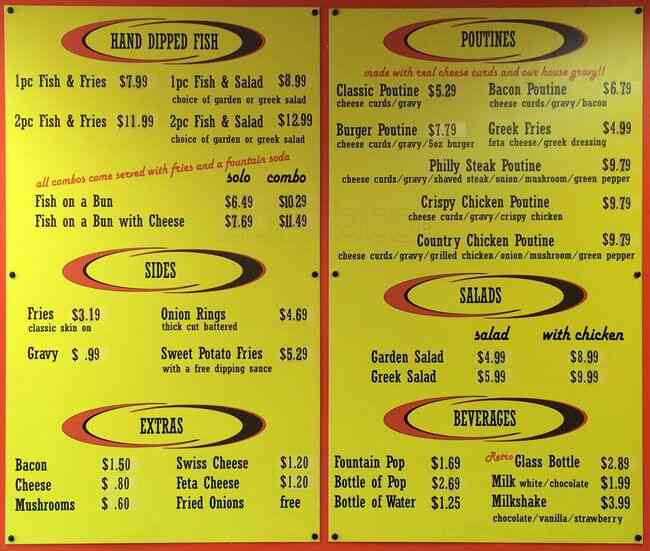 HAND DIPPED FISH
1pc Fish & Fries $7.99 1pc Fish & Salad $8.99
choice of garden or greek salad
2pc Fish & Fries $11.99 2pc Fish & Salad $12.99
choice of garden or greek salad
all combos come served with fries and a fountain soda
solo combo
Fish on a Bun $6.49 $10.29
Fish on a Bun with Cheese $7.69 $11.49
SIDES
Fries $3.19 Onion Rings $4.69
classic skin on thick cut battered
Gravy $ .99 Sweet Potato Fries $5.29
with a free dipping sauce
EXTRAS
Bacon $1.50 Swiss Cheese $1.20
Cheese $ .80 Feta Cheese $1.20
Mushrooms $ .60 Fried Onions free
POUTINES
made with real cheese curds and our house gravy!!
Classic Poutine $5.29 Bacon Poutine $6.79
cheese curds/gravy cheese curds/gravy/bacon
Burger Poutine $7.79 Greek Fries $4.99
cheese curds/gravy/5oz burger feta cheese/greek dressing
Philly Steak Poutine $9.79
cheese curds/gravy/shaved steak/onion/mushroom/green pepper
Crispy Chicken Poutine $9.79
cheese curds/gravy/crispy chicken
Country Chicken Poutine $9.79
cheese curds/gravy/grilled chicken/onion/mushroom/green pepper
SALADS
salad with chicken
Garden Salad $4.99 $8.99
Greek Salad $5.99 $9.99
BEVERAGES
Fountain Pop $1.69 Retro Glass Bottle $2.89
Bottle of Pop $2.69 Milk white/chocolate $1.99
Bottle of Water $1.25 Milkshake $3.99
chocolate/vanilla/strawberry